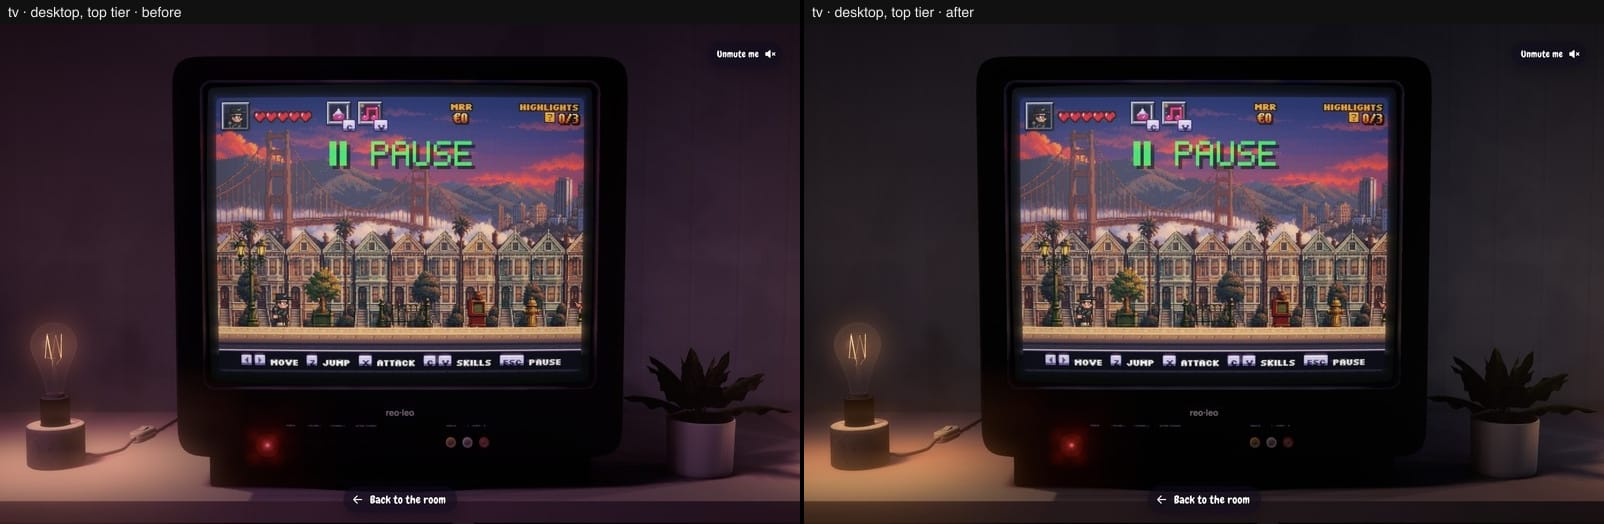 tv · desktop, top tier · before
Unmute me
MRR
€0
HIGHLIGHTS
? 0/3
C
V
PAUSE
Z
X
C V
ESC
MOVE
JUMP
ATTACK
SKILLS
PAUSE
reo-leo
← Back to the room
tv · desktop, top tier · after
Unmute me
MRR
€0
HIGHLIGHTS
? 0/3
C
V
PAUSE
Z
X
C V
ESC
MOVE
JUMP
ATTACK
SKILLS
PAUSE
reo-leo
← Back to the room